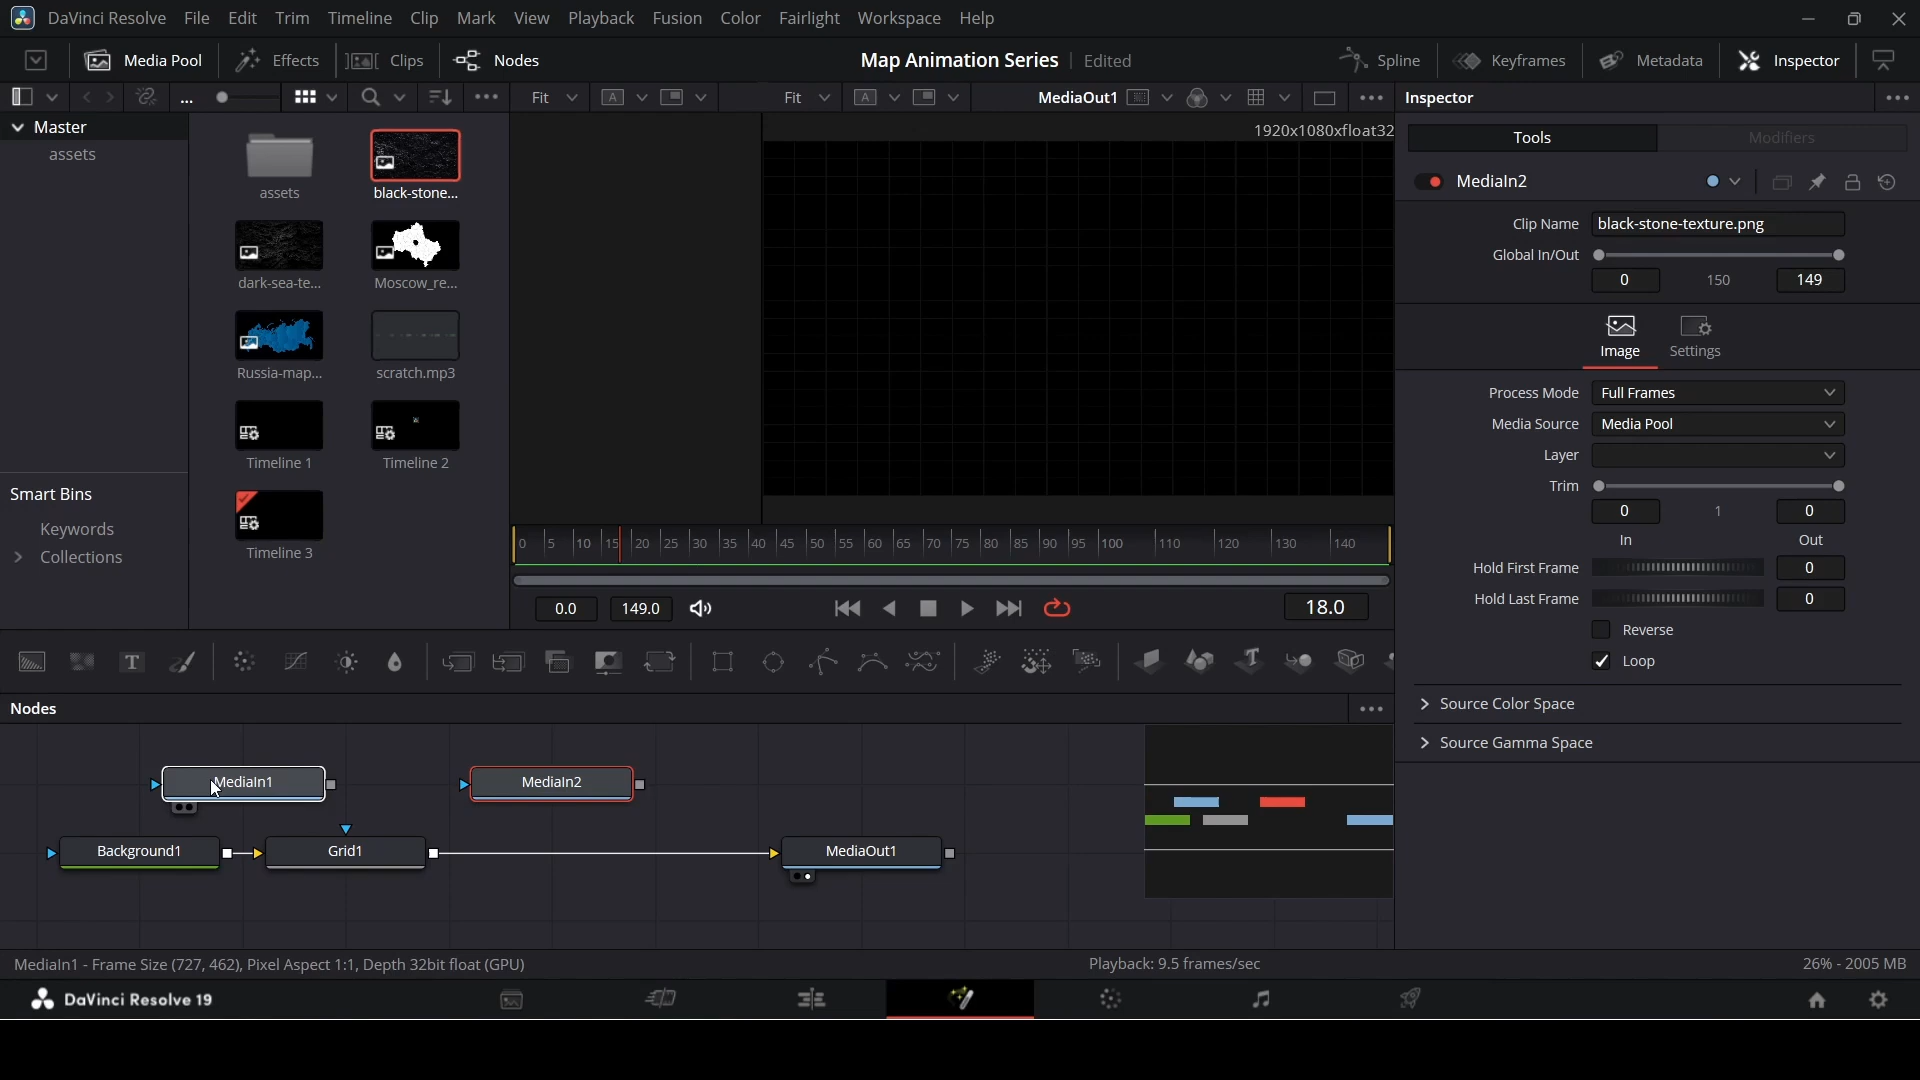 DaVinci Resolve File Edit Trim Timeline Clip Mark View Playback Fusion Color Fairlight Workspace Help
Media Pool Effects Clips Nodes Map Animation Series Edited Spline Keyframes Metadata Inspector
... Fit A Fit A MediaOut1 Inspector
1920x1080xfloat32
Master
assets
assets
black-stone...
dark-sea-te...
Moscow_re...
Russia-map...
scratch.mp3
Timeline 1
Timeline 2
Timeline 3
Smart Bins
Keywords
Collections
Tools Modifiers
MediaIn2
Clip Name black-stone-texture.png
Global In/Out
0 150 149
Image Settings
Process Mode Full Frames
Media Source Media Pool
Layer
Trim
0 1 0
In Out
Hold First Frame 0
Hold Last Frame 0
Reverse
Loop
Source Color Space
Source Gamma Space
0 5 10 15 20 25 30 35 40 45 50 55 60 65 70 75 80 85 90 95 100 110 120 130 140
0.0 149.0 18.0
T
Nodes
MediaIn1 MediaIn2
Background1 Grid1 MediaOut1
MediaIn1 - Frame Size (727, 462), Pixel Aspect 1:1, Depth 32bit float (GPU) Playback: 9.5 frames/sec 26% - 2005 MB
DaVinci Resolve 19